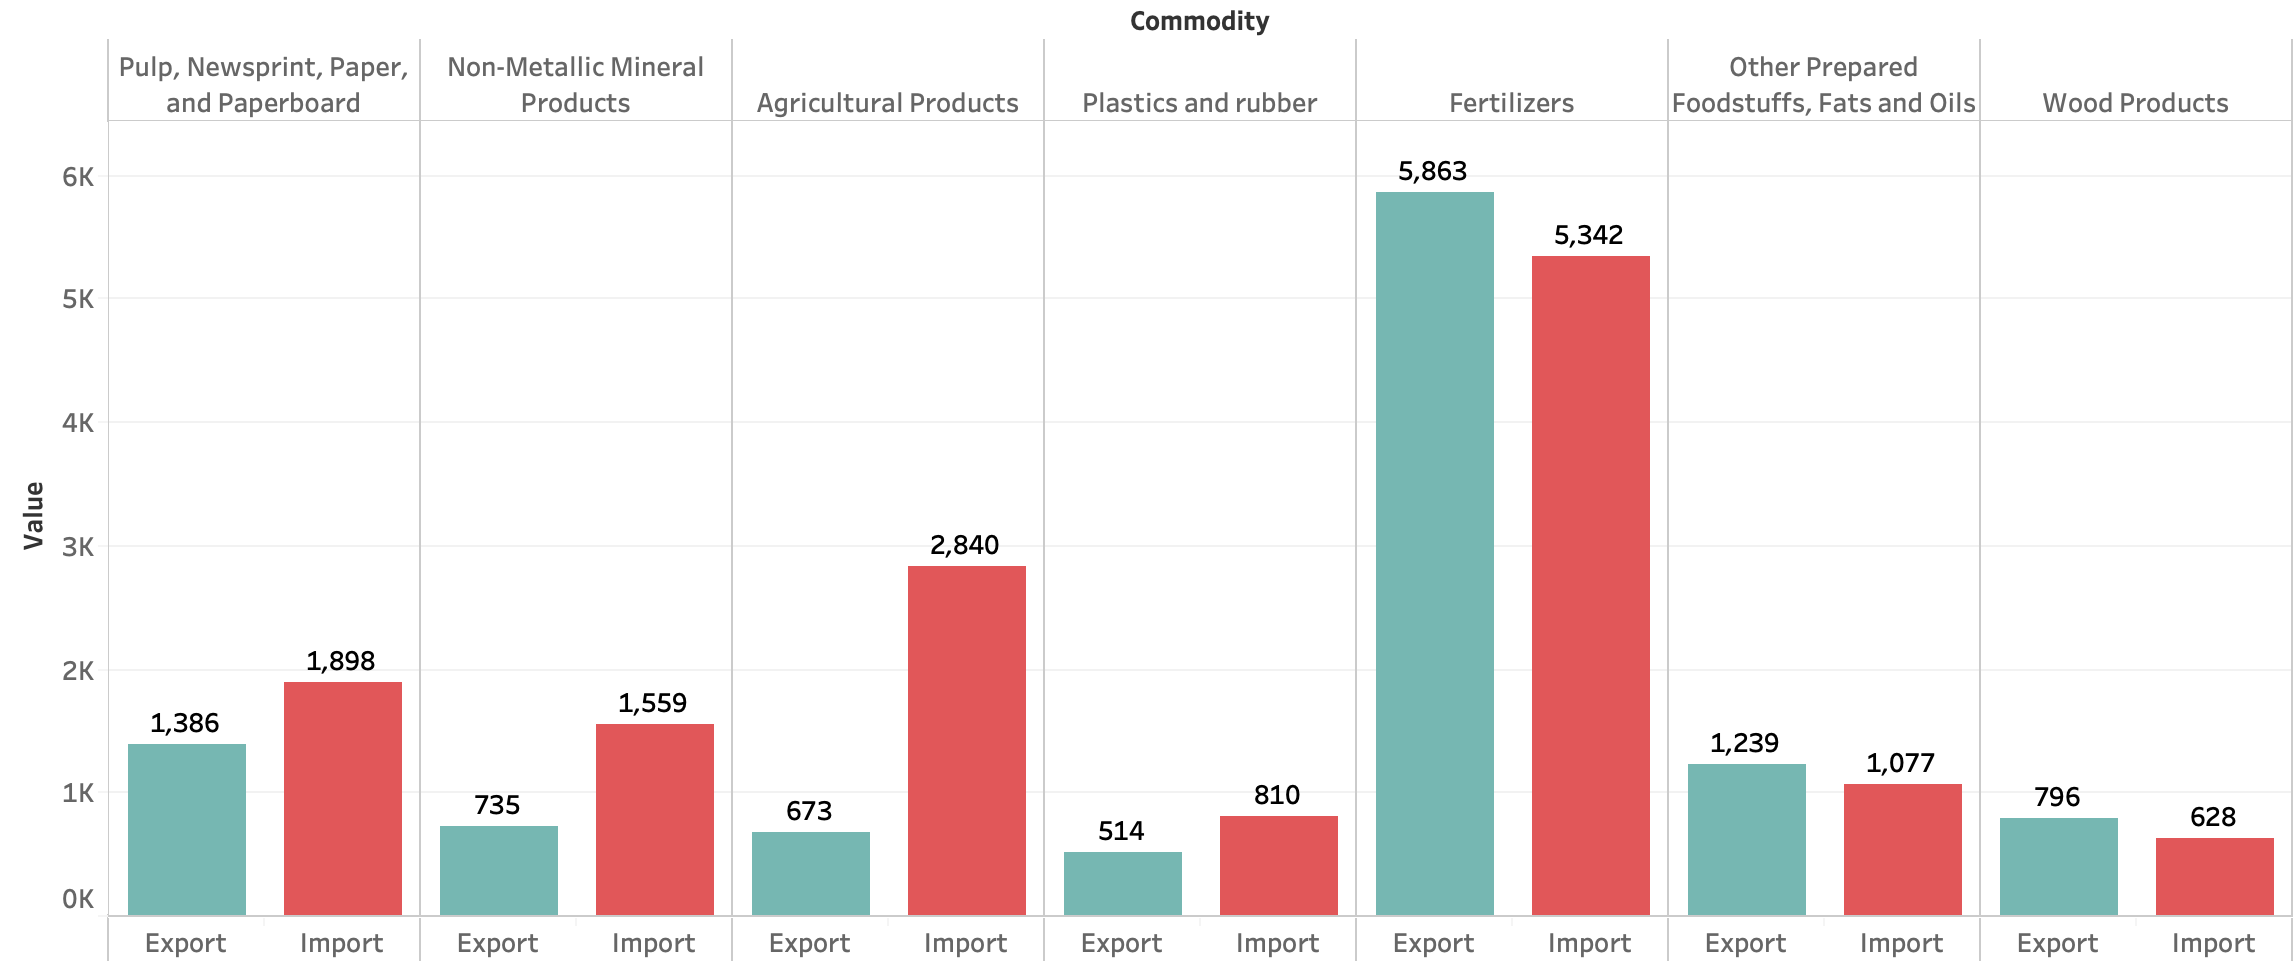 Commodity
Pulp, Newsprint, Paper,
and Paperboard
Non-Metallic Mineral
Products
Agricultural Products
Plastics and rubber
Fertilizers
Other Prepared
Foodstuffs, Fats and Oils
Wood Products
Value
6K
5K
4K
3K
2K
1K
0K
1,386
1,898
735
1,559
673
2,840
514
810
5,863
5,342
1,239
1,077
796
628
Export
Import
Export
Import
Export
Import
Export
Import
Export
Import
Export
Import
Export
Import